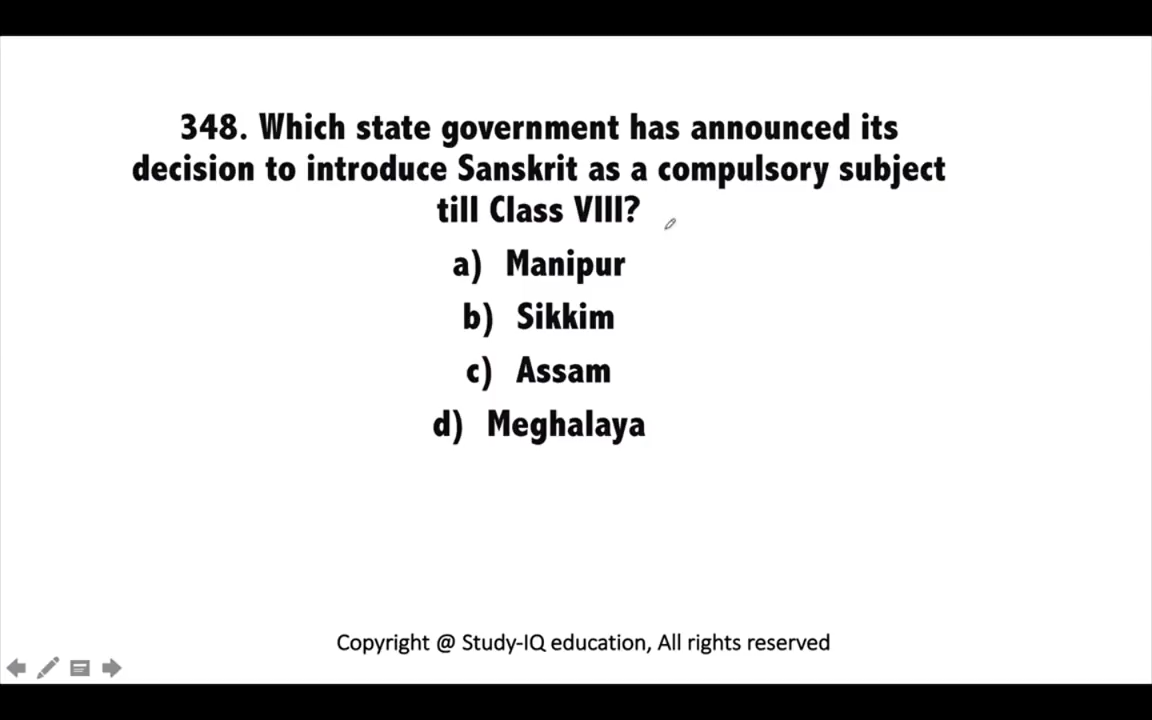 348. Which state government has announced its
decision to introduce Sanskrit as a compulsory subject
till Class VIII?
a) Manipur
b) Sikkim
c) Assam
d) Meghalaya
Copyright @ Study-IQ education, All rights reserved